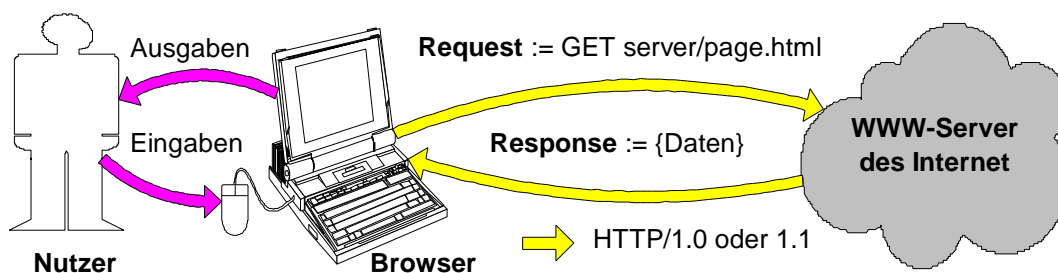 Ausgaben
Request := GET server/page.html
Eingaben
Response := {Daten}
WWW-Server
des Internet
HTTP/1.0 oder 1.1
Nutzer
Browser